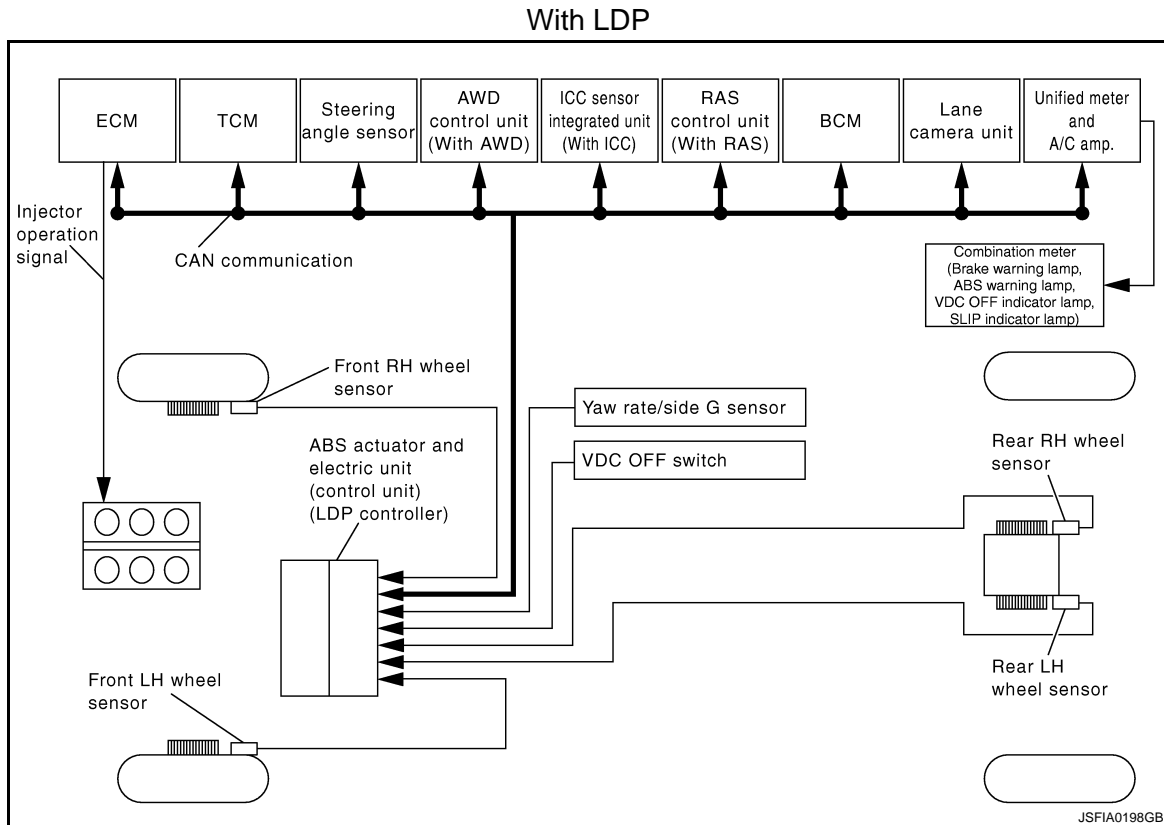 With LDP
ECM
TCM
Steering
angle sensor
AWD
control unit
(With AWD)
ICC sensor
integrated unit
(With ICC)
RAS
control unit
(With RAS)
BCM
Lane
camera unit
Unified meter
and
A/C amp.
Injector
operation
signal
CAN communication
Combination meter
(Brake warning lamp,
ABS warning lamp,
VDC OFF indicator lamp,
SLIP indicator lamp)
Front RH wheel
sensor
Yaw rate/side G sensor
VDC OFF switch
Rear RH wheel
sensor
ABS actuator and
electric unit
(control unit)
(LDP controller)
Front LH wheel
sensor
Rear LH
wheel sensor
JSFIA0198GB